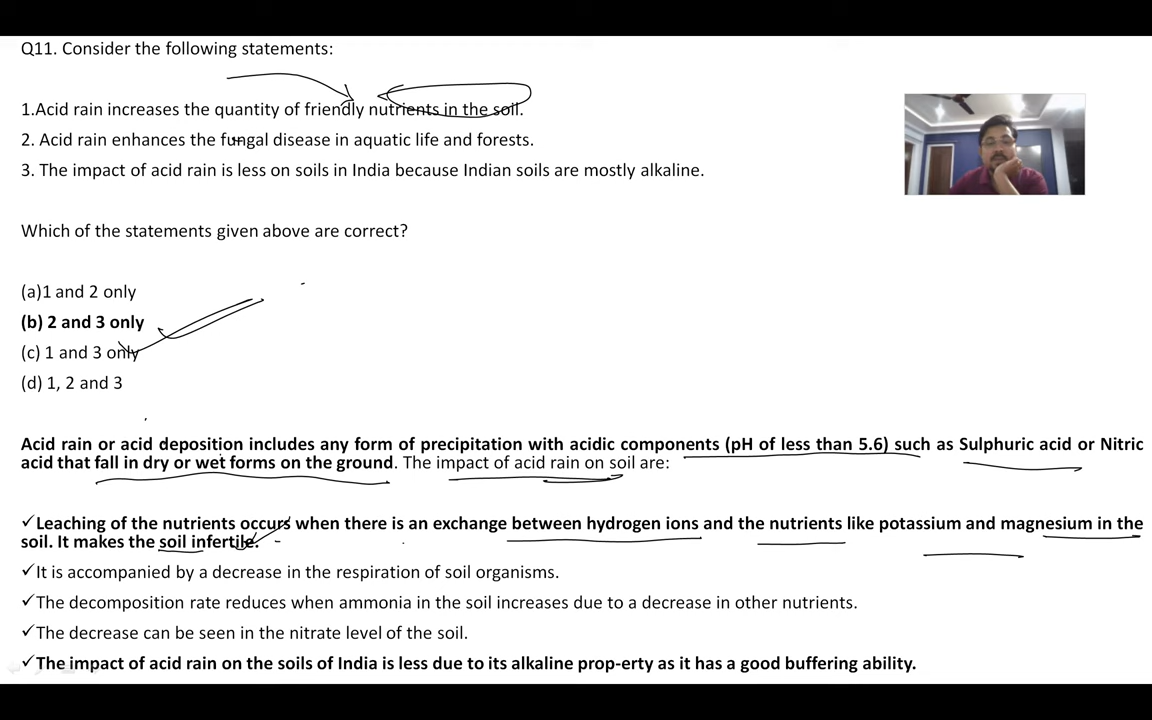 Q11. Consider the following statements:
1.Acid rain increases the quantity of friendly nutrients in the soil.
2. Acid rain enhances the fungal disease in aquatic life and forests.
3. The impact of acid rain is less on soils in India because Indian soils are mostly alkaline.
Which of the statements given above are correct?
(a)1 and 2 only
(b) 2 and 3 only
(c) 1 and 3 only
(d) 1, 2 and 3
Acid rain or acid deposition includes any form of precipitation with acidic components (pH of less than 5.6) such as Sulphuric acid or Nitric
acid that fall in dry or wet forms on the ground. The impact of acid rain on soil are:
✓Leaching of the nutrients occurs when there is an exchange between hydrogen ions and the nutrients like potassium and magnesium in the
soil. It makes the soil infertile.
✓It is accompanied by a decrease in the respiration of soil organisms.
✓The decomposition rate reduces when ammonia in the soil increases due to a decrease in other nutrients.
✓The decrease can be seen in the nitrate level of the soil.
✓The impact of acid rain on the soils of India is less due to its alkaline prop-erty as it has a good buffering ability.